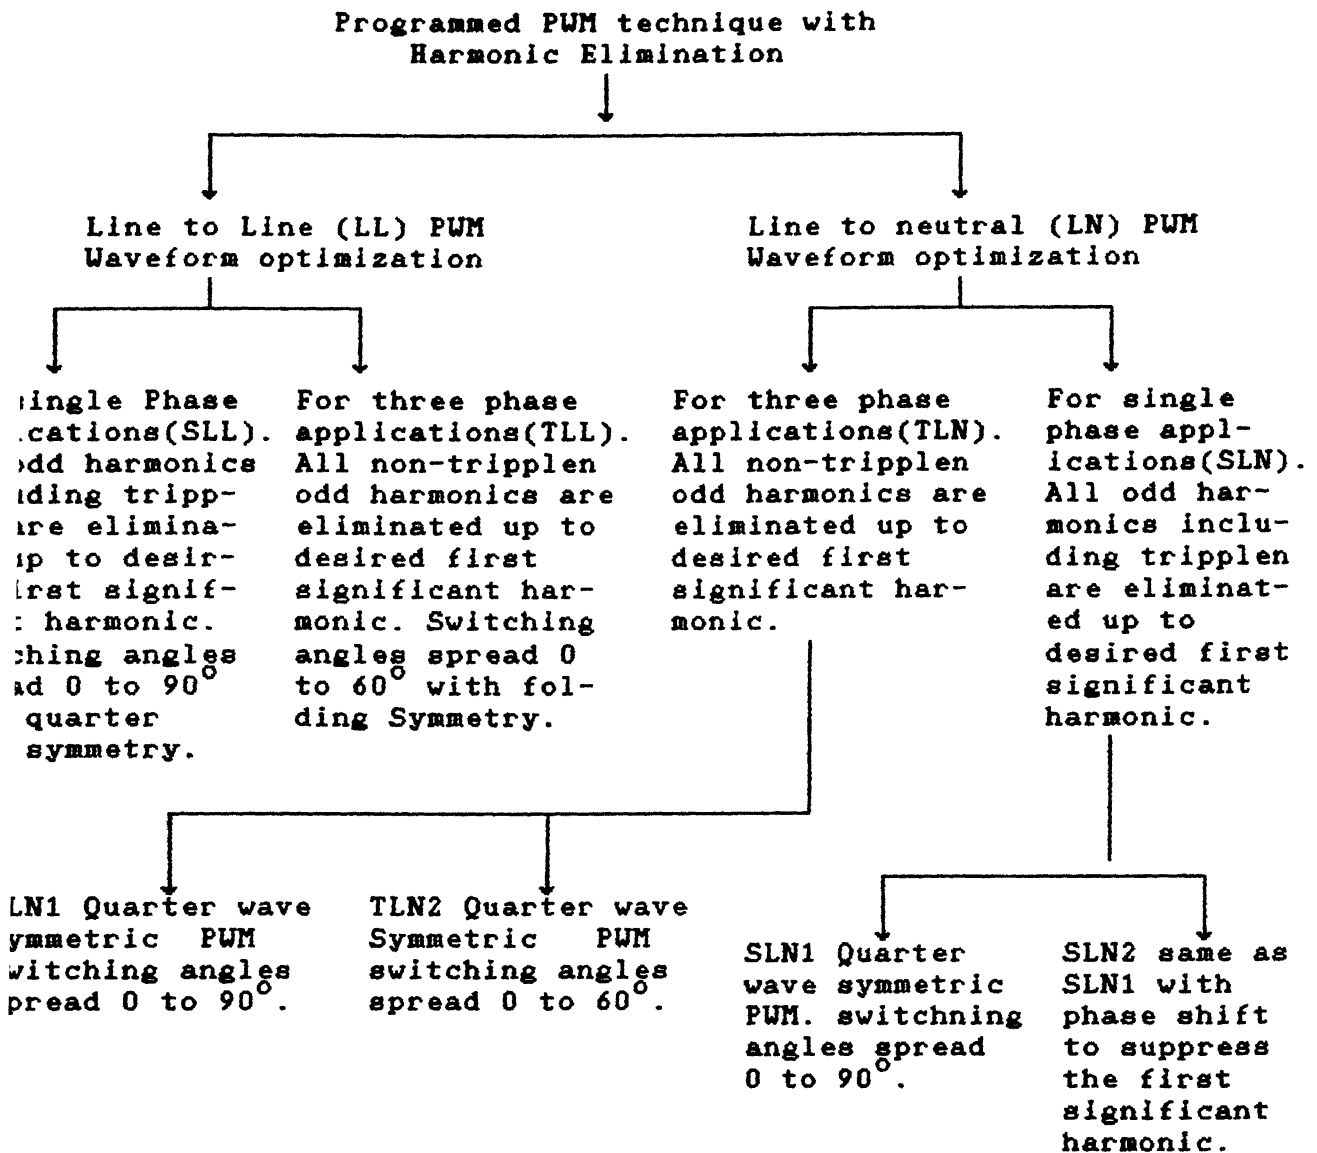 Programmed PWM technique with
Harmonic Elimination
Line to Line (LL) PWM
Waveform optimization
Line to neutral (LN) PWM
Waveform optimization
ingle Phase
cations(SLL).
dd harmonics
ding tripp-
re elimina-
p to desir-
rst signif-
harmonic.
hing angles
d 0 to 90°
quarter
symmetry.
For three phase
applications(TLL).
All non-tripplen
odd harmonics are
eliminated up to
desired first
significant har-
monic. Switching
angles spread 0
to 60° with fol-
ding Symmetry.
For three phase
applications(TLN).
All non-tripplen
odd harmonics are
eliminated up to
desired first
significant har-
monic.
For single
phase appl-
ications(SLN).
All odd har-
monics inclu-
ding tripplen
are eliminat-
ed up to
desired first
significant
harmonic.
LN1 Quarter wave
ymmetric PWM
witching angles
pread 0 to 90°.
TLN2 Quarter wave
Symmetric PWM
switching angles
spread 0 to 60°.
SLN1 Quarter
wave symmetric
PWM. switchning
angles spread
0 to 90°.
SLN2 same as
SLN1 with
phase shift
to suppress
the first
significant
harmonic.